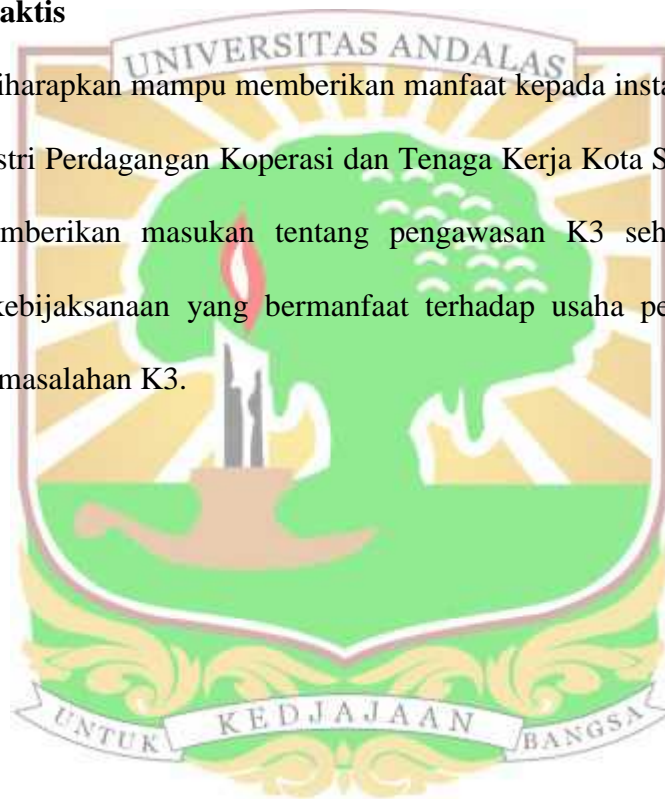 aktis
UNIVERSITAS ANDALAS
iharapkan mampu memberikan manfaat kepada insta
stri Perdagangan Koperasi dan Tenaga Kerja Kota S
mberikan masukan tentang pengawasan K3 seh
kebijaksanaan yang bermanfaat terhadap usaha pe
masalahan K3.
UNTUK KEDJAJAAN BANGSA